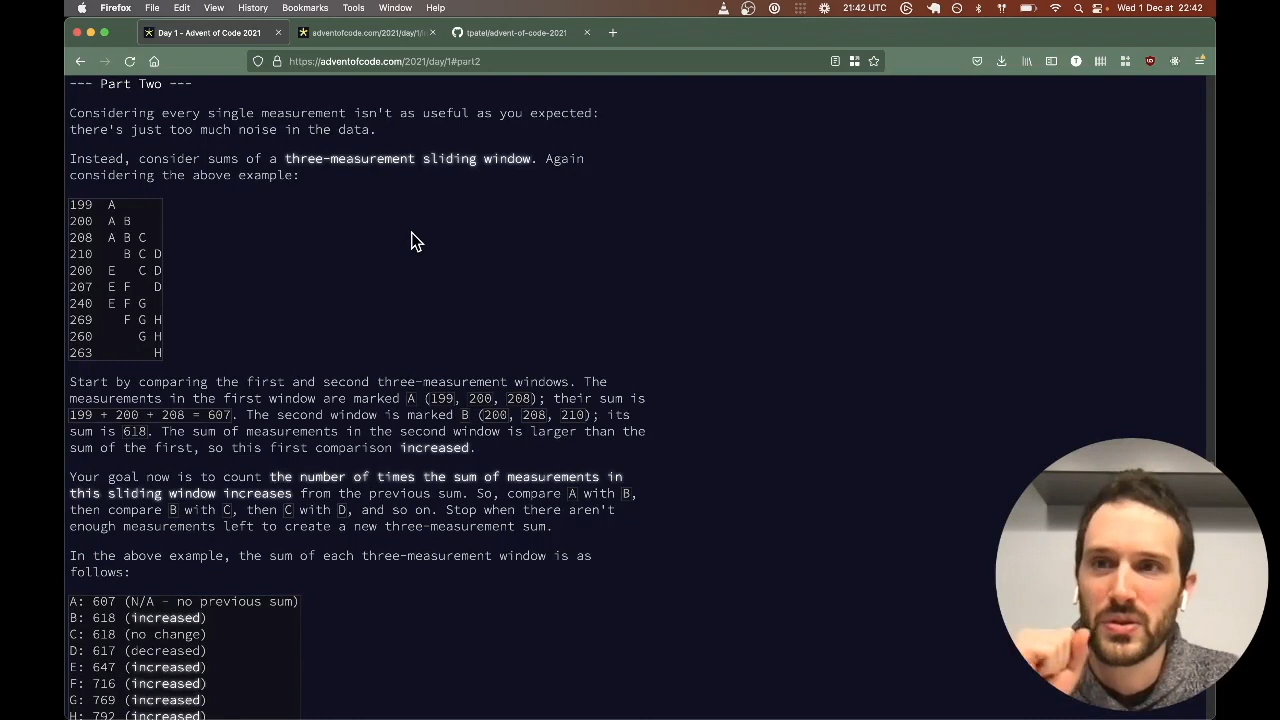 Firefox File Edit View History Bookmarks Tools Window Help 21:42 UTC Wed 1 Dec at 22:42
Day 1 - Advent of Code 2021 adventofcode.com/2021/day/1/i tpatel/advent-of-code-2021
https://adventofcode.com/2021/day/1#part2
--- Part Two ---
Considering every single measurement isn't as useful as you expected:
there's just too much noise in the data.
Instead, consider sums of a three-measurement sliding window. Again
considering the above example:
199 A
200 A B
208 A B C
210 B C D
200 E C D
207 E F D
240 E F G
269 F G H
260 G H
263 H
Start by comparing the first and second three-measurement windows. The
measurements in the first window are marked A (199, 200, 208); their sum is
199 + 200 + 208 = 607. The second window is marked B (200, 208, 210); its
sum is 618. The sum of measurements in the second window is larger than the
sum of the first, so this first comparison increased.
Your goal now is to count the number of times the sum of measurements in
this sliding window increases from the previous sum. So, compare A with B,
then compare B with C, then C with D, and so on. Stop when there aren't
enough measurements left to create a new three-measurement sum.
In the above example, the sum of each three-measurement window is as
follows:
A: 607 (N/A - no previous sum)
B: 618 (increased)
C: 618 (no change)
D: 617 (decreased)
E: 647 (increased)
F: 716 (increased)
G: 769 (increased)
H: 792 (increased)